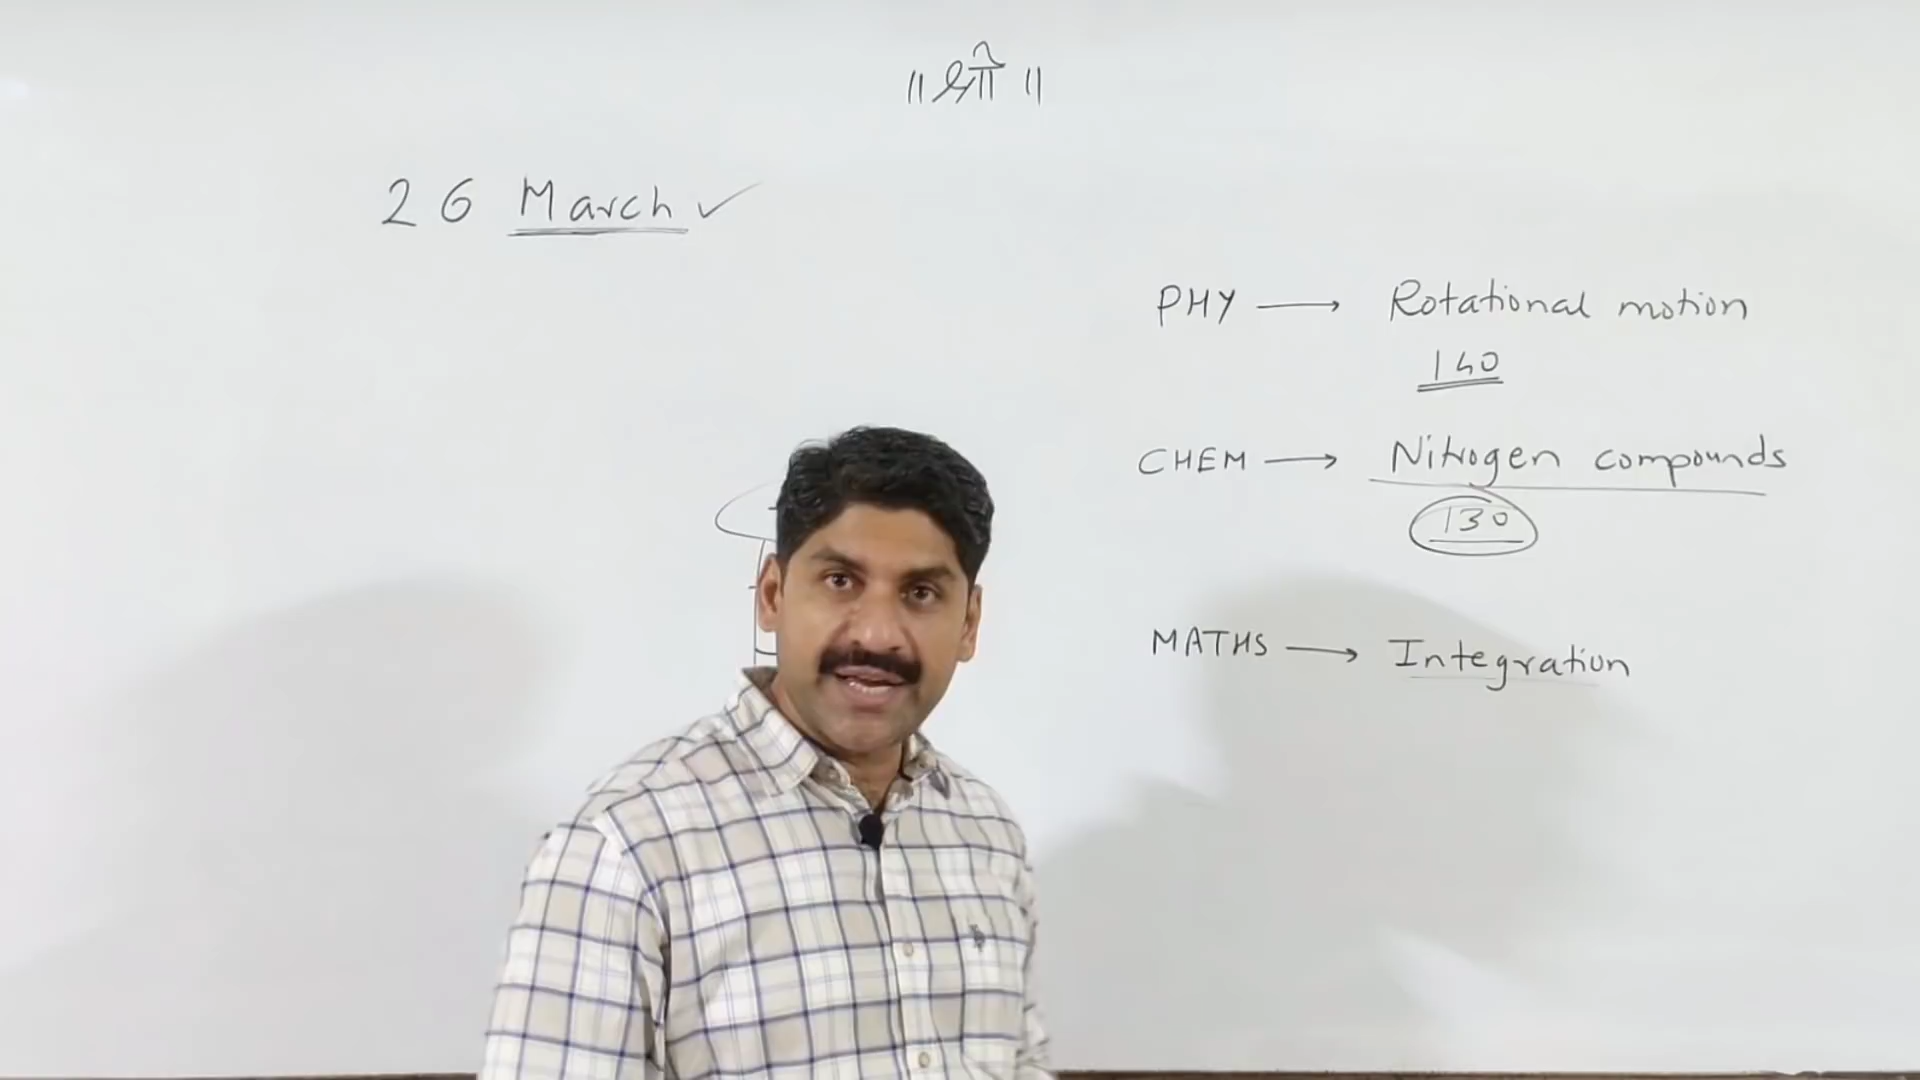 ॥ श्री ॥
26 March ✓
PHY → Rotational motion
140
CHEM → Nitrogen compounds
130
MATHS → Integration